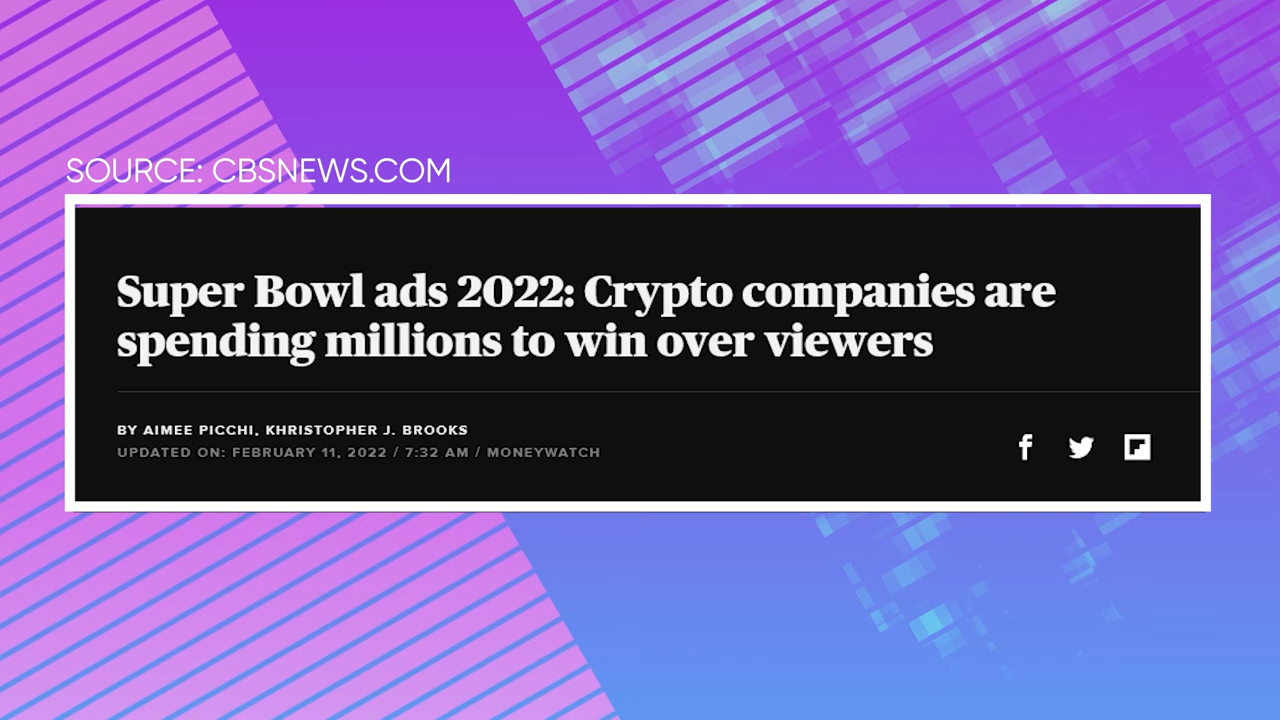 SOURCE: CBSNEWS.COM
Super Bowl ads 2022: Crypto companies are
spending millions to win over viewers
BY AIMEE PICCHI, KHRISTOPHER J. BROOKS
UPDATED ON: FEBRUARY 11, 2022 / 7:32 AM / MONEYWATCH